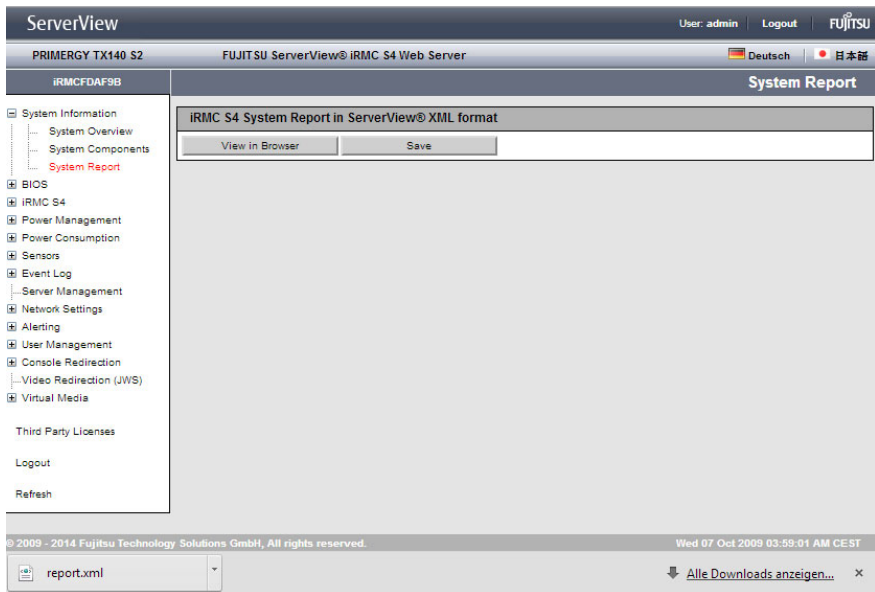 ServerView
User: admin Logout FUJITSU
PRIMERGY TX140 S2 FUJITSU ServerView® iRMC S4 Web Server Deutsch 日本語
iRMCFDAF9B System Report
System Information
System Overview
System Components
System Report
BIOS
iRMC S4
Power Management
Power Consumption
Sensors
Event Log
Server Management
Network Settings
Alerting
User Management
Console Redirection
Video Redirection (JWS)
Virtual Media
Third Party Licenses
Logout
Refresh
iRMC S4 System Report in ServerView® XML format
View in Browser Save
© 2009 - 2014 Fujitsu Technology Solutions GmbH, All rights reserved. Wed 07 Oct 2009 03:59:01 AM CEST
report.xml Alle Downloads anzeigen...